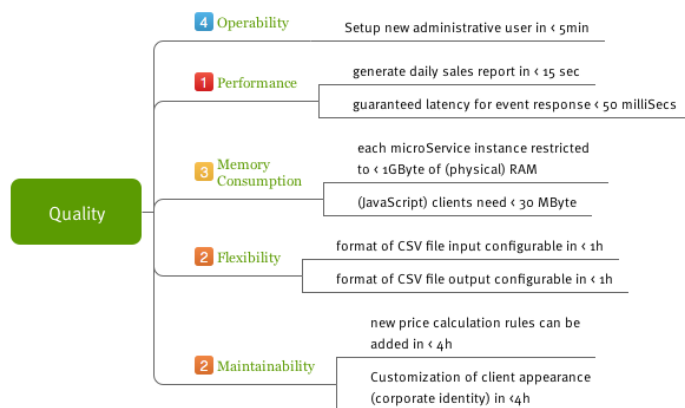 4 Operability
Setup new administrative user in < 5min
1 Performance
generate daily sales report in < 15 sec
guaranteed latency for event response < 50 milliSecs
3 Memory
Consumption
each microService instance restricted
to < 1GByte of (physical) RAM
(JavaScript) clients need < 30 MByte
Quality
2 Flexibility
format of CSV file input configurable in < 1h
format of CSV file output configurable in < 1h
2 Maintainability
new price calculation rules can be
added in < 4h
Customization of client appearance
(corporate identity) in <4h